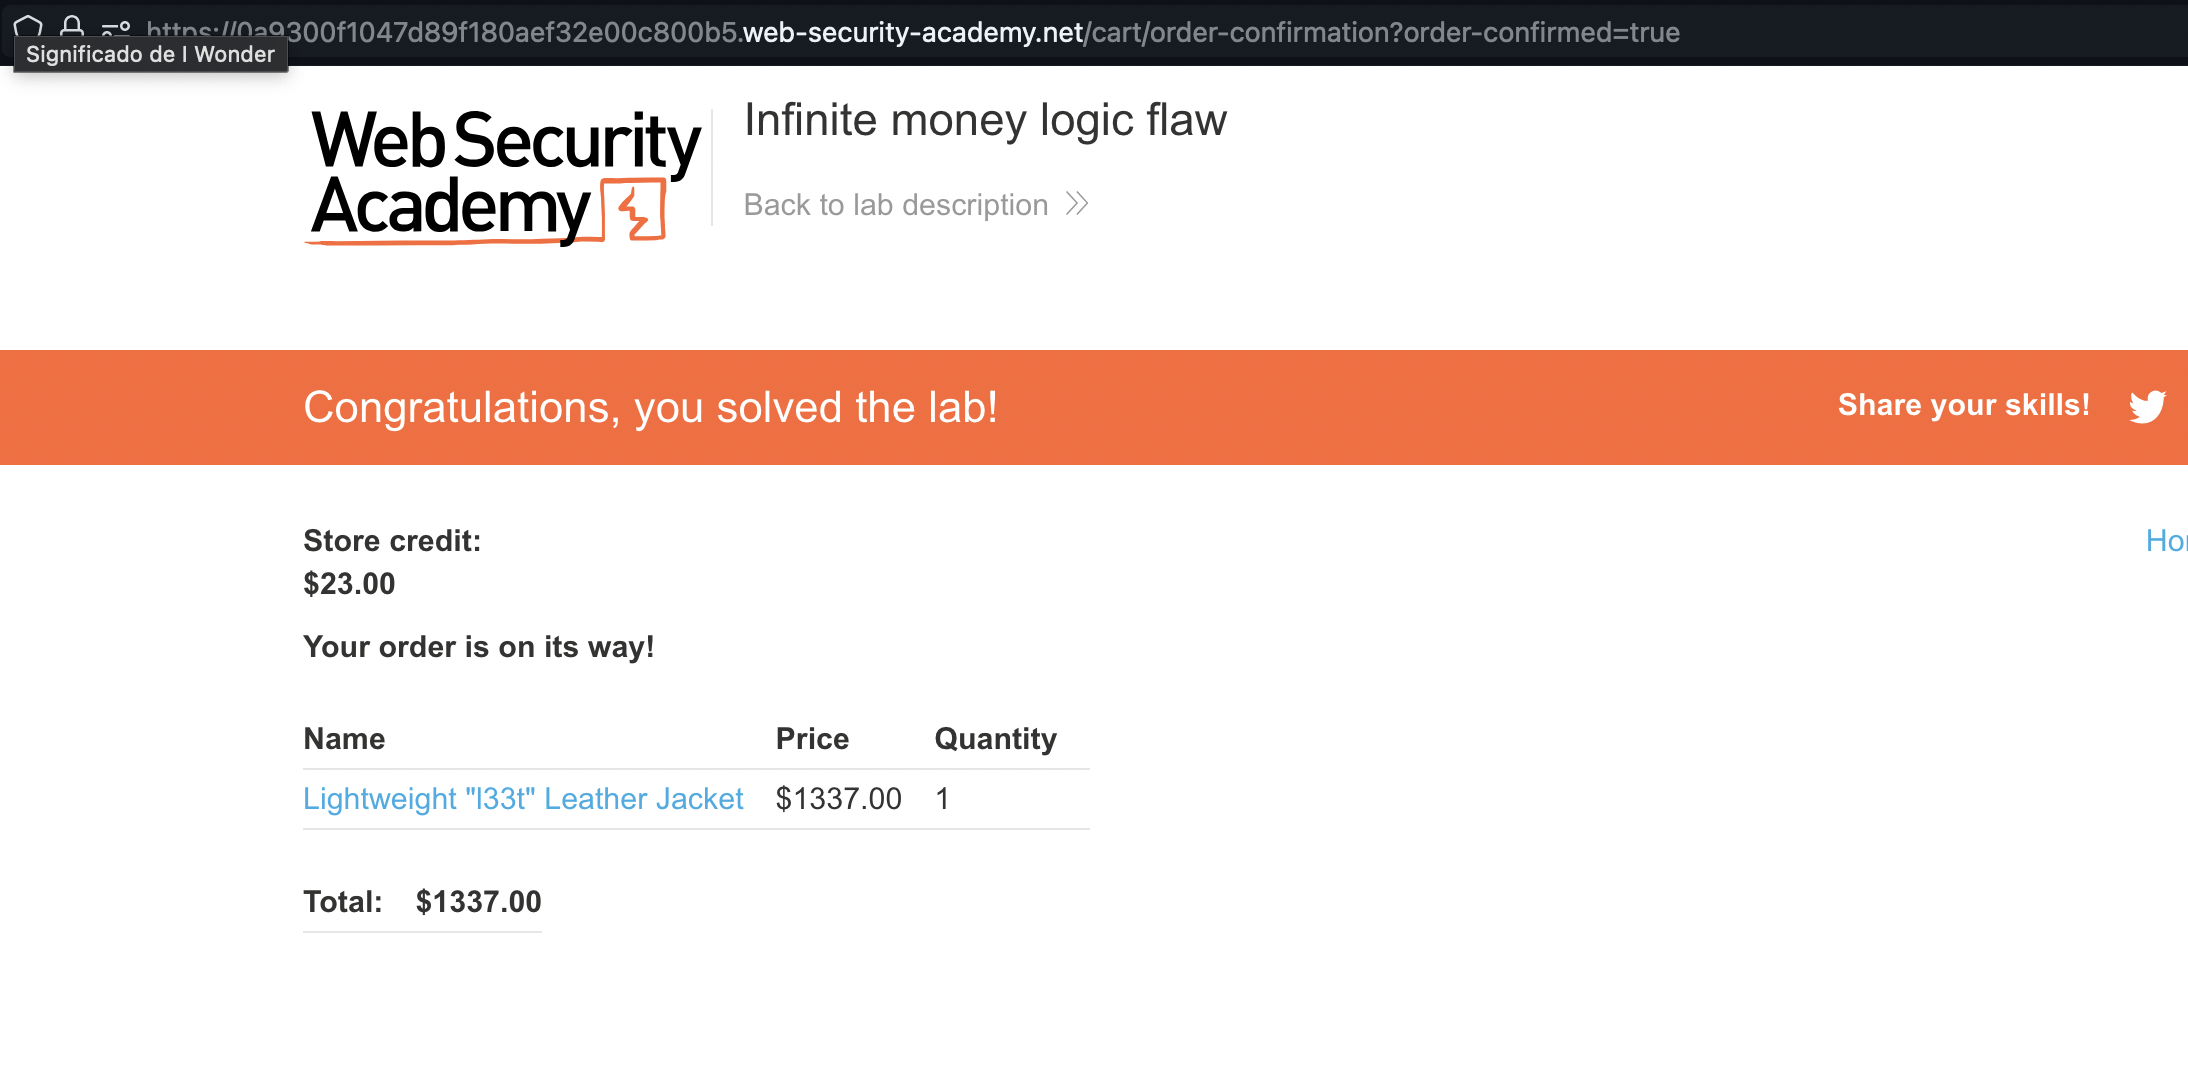 https://0a9300f1047d89f180aef32e00c800b5.web-security-academy.net/cart/order-confirmation?order-confirmed=true
Significado de I Wonder
Web Security
Academy
Infinite money logic flaw
Back to lab description
Congratulations, you solved the lab!
Share your skills!
Store credit:
$23.00
Hom
Your order is on its way!
Name Price Quantity
Lightweight "l33t" Leather Jacket $1337.00 1
Total: $1337.00